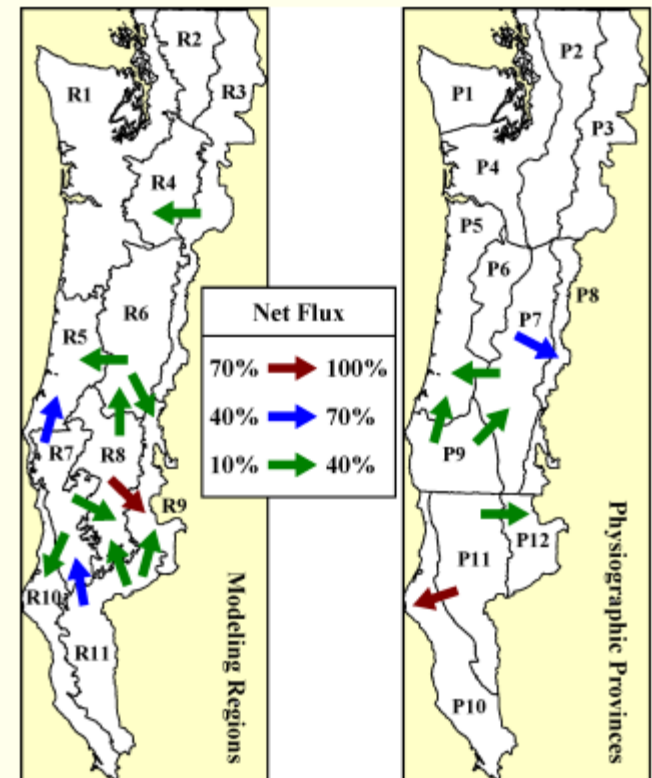 R1
R2
R3
R4
R5
R6
R7
R8
R9
R10
R11
Modeling Regions
Net Flux
70% 100%
40% 70%
10% 40%
P1
P2
P3
P4
P5
P6
P7
P8
P9
P10
P11
P12
Physiographic Provinces